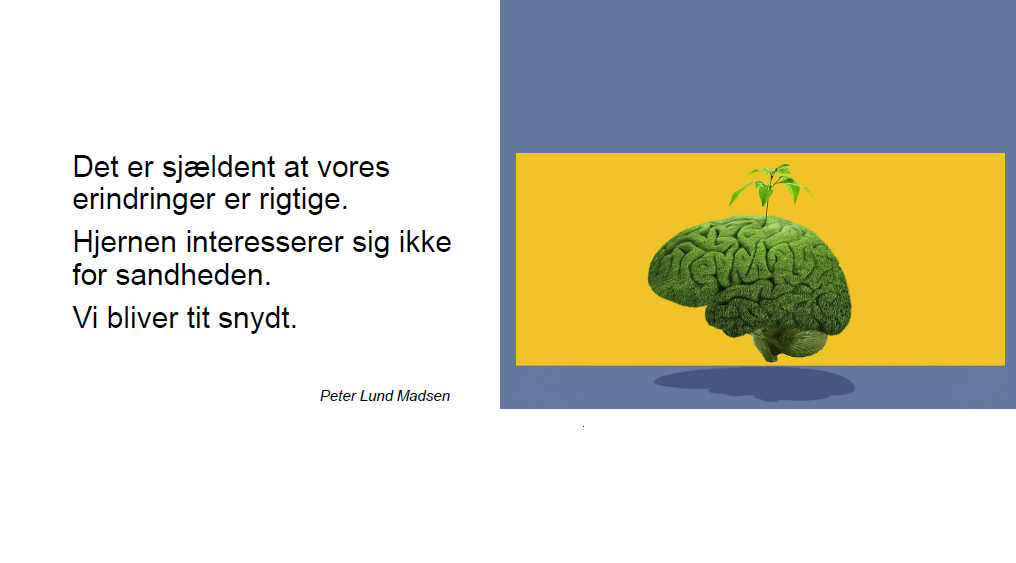 Det er sjældent at vores
erindringer er rigtige.
Hjernen interesserer sig ikke
for sandheden.
Vi bliver tit snydt.
Peter Lund Madsen